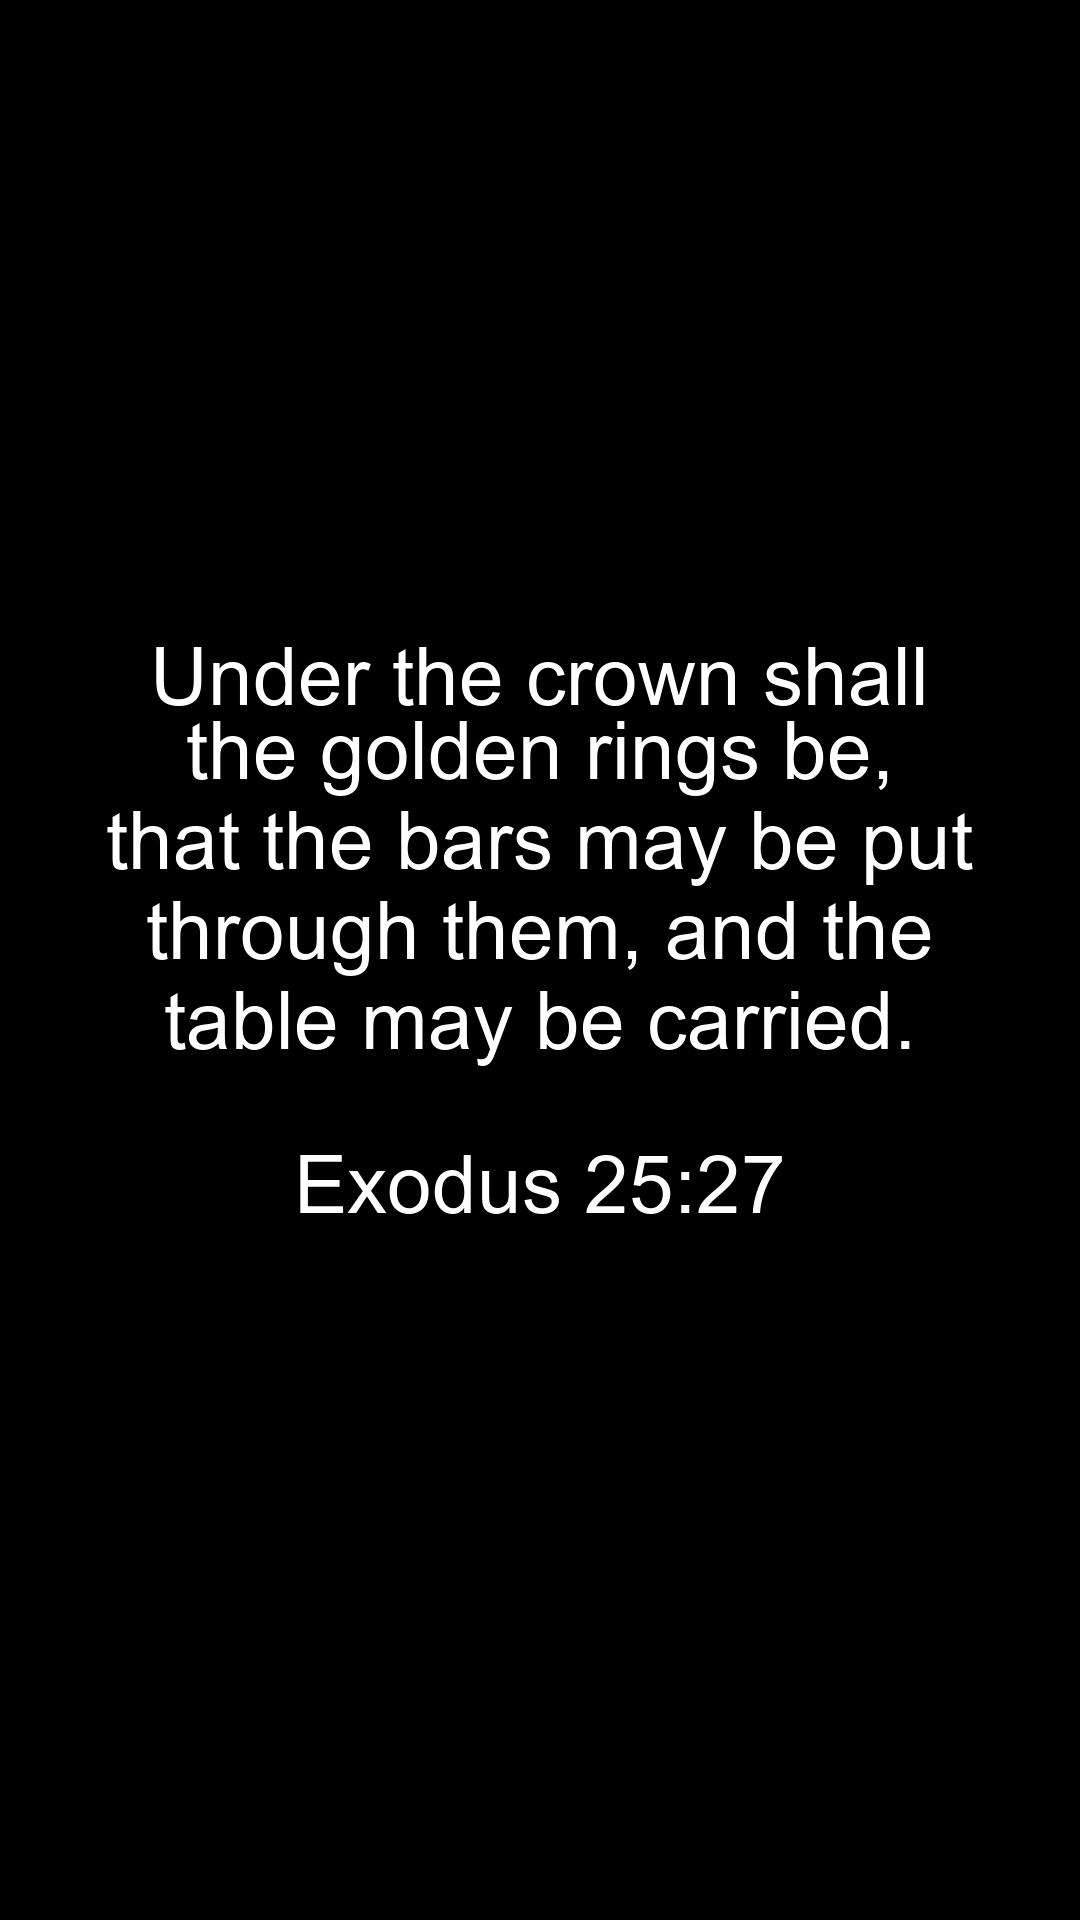 Under the crown shall
the golden rings be,
that the bars may be put
through them, and the
table may be carried.
Exodus 25:27